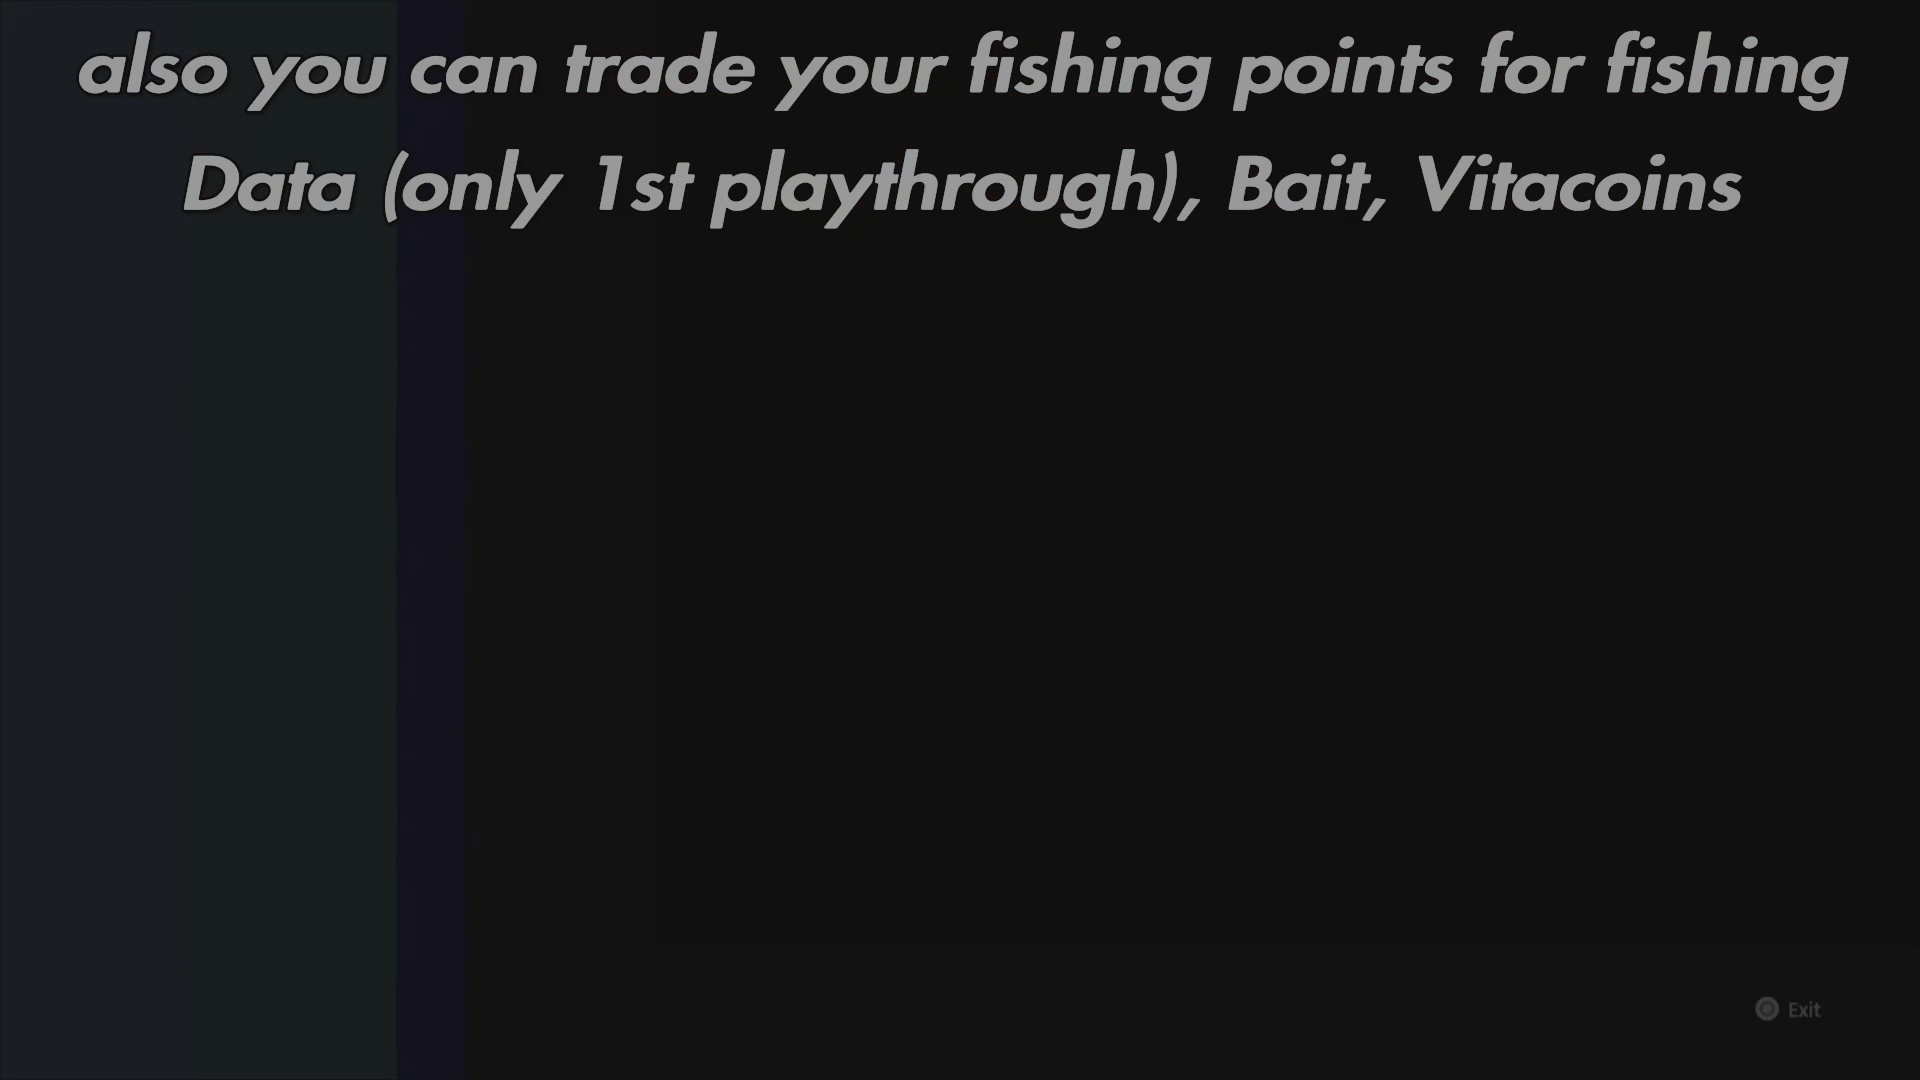 also you can trade your fishing points for fishing
Data (only 1st playthrough), Bait, Vitacoins
Exit